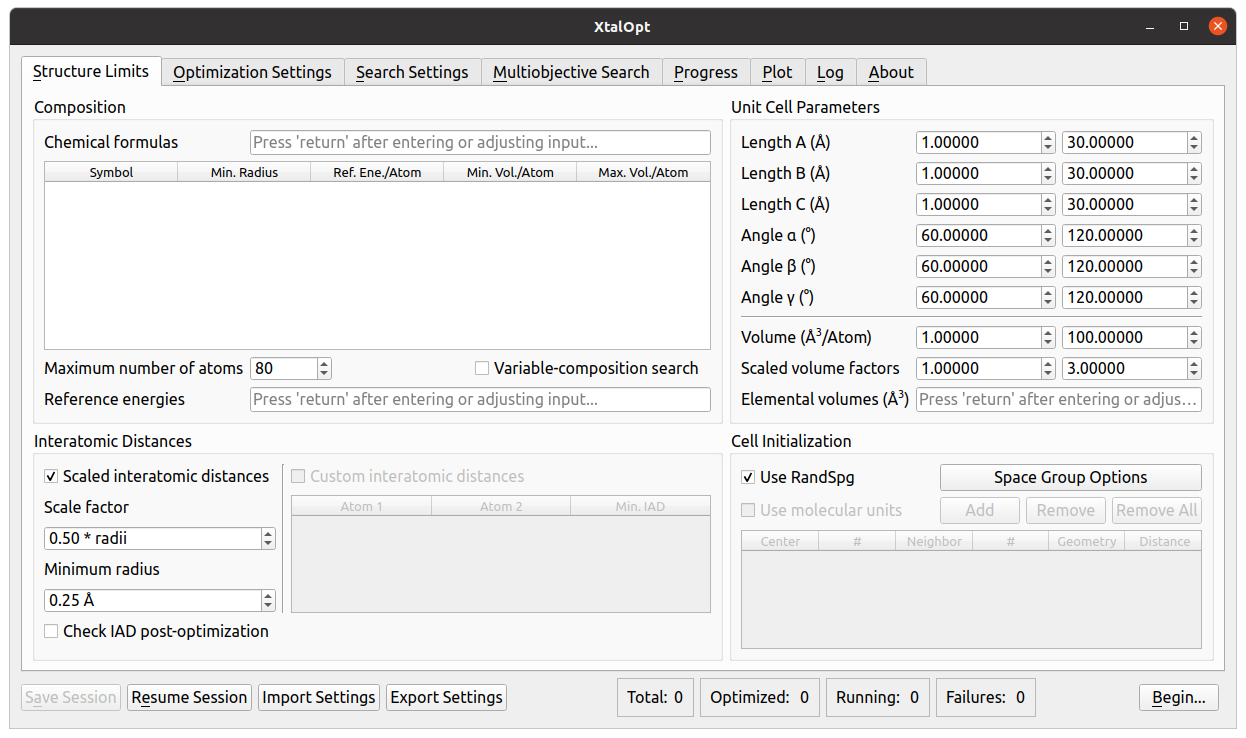 XtalOpt
Structure Limits
Optimization Settings
Search Settings
Multiobjective Search
Progress
Plot
Log
About
Composition
Chemical formulas
Press 'return' after entering or adjusting input...
Symbol
Min. Radius
Ref. Ene./Atom
Min. Vol./Atom
Max. Vol./Atom
Maximum number of atoms
80
Variable-composition search
Reference energies
Press 'return' after entering or adjusting input...
Unit Cell Parameters
Length A (Å)
1.00000
30.00000
Length B (Å)
1.00000
30.00000
Length C (Å)
1.00000
30.00000
Angle α (°)
60.00000
120.00000
Angle β (°)
60.00000
120.00000
Angle γ (°)
60.00000
120.00000
Volume (Å³/Atom)
1.00000
100.00000
Scaled volume factors
1.00000
3.00000
Elemental volumes (Å³)
Press 'return' after entering or adjus...
Interatomic Distances
Scaled interatomic distances
Scale factor
0.50 * radii
Minimum radius
0.25 Å
Check IAD post-optimization
Custom interatomic distances
Atom 1
Atom 2
Min. IAD
Cell Initialization
Use RandSpg
Space Group Options
Use molecular units
Add
Remove
Remove All
Center
#
Neighbor
#
Geometry
Distance
Save Session
Resume Session
Import Settings
Export Settings
Total: 0
Optimized: 0
Running: 0
Failures: 0
Begin...